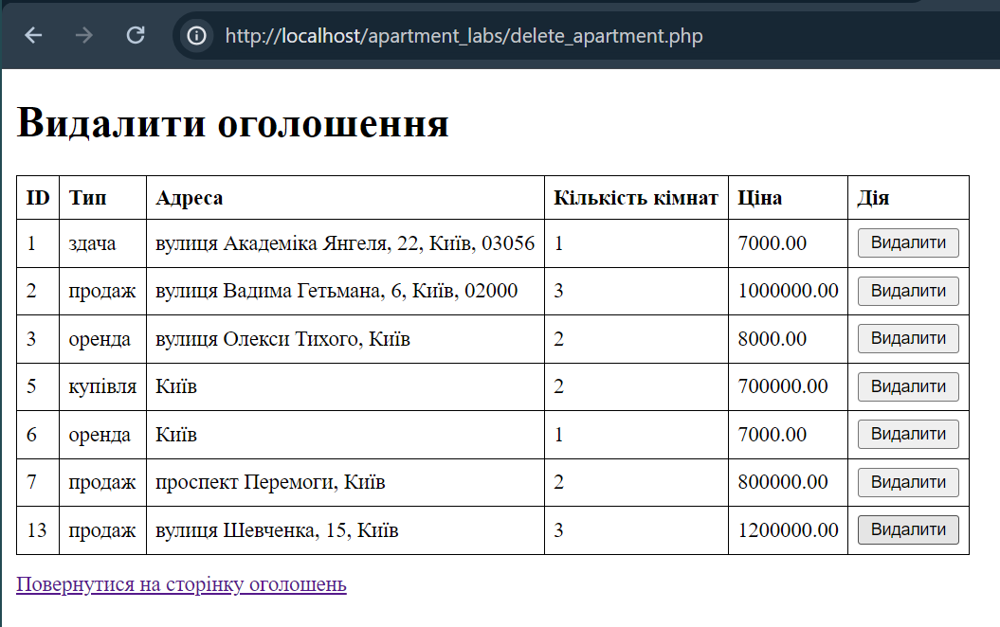 http://localhost/apartment_labs/delete_apartment.php
Видалити оголошення
ID Тип Адреса Кількість кімнат Ціна Дія
1 здача вулиця Академіка Янгеля, 22, Київ, 03056 1 7000.00 Видалити
2 продаж вулиця Вадима Гетьмана, 6, Київ, 02000 3 1000000.00 Видалити
3 оренда вулиця Олекси Тихого, Київ 2 8000.00 Видалити
5 купівля Київ 2 700000.00 Видалити
6 оренда Київ 1 7000.00 Видалити
7 продаж проспект Перемоги, Київ 2 800000.00 Видалити
13 продаж вулиця Шевченка, 15, Київ 3 1200000.00 Видалити
Повернутися на сторінку оголошень